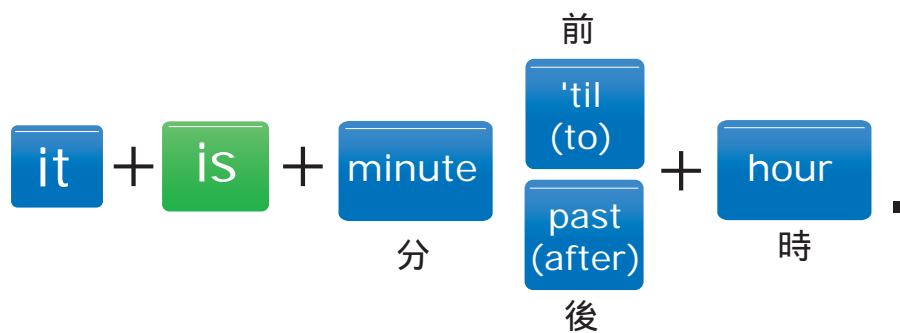 前
'til
(to)
it + is + minute + hour .
past
(after)
分
時
後